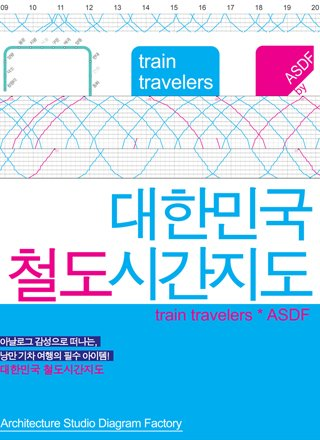 09 10 11 12 13 14 15 16 17 18 19 20
train
travelers
by ASDF
대한민국
철도시간지도
train travelers * ASDF
아날로그 감성으로 떠나는,
낭만 기차 여행의 필수 아이템!
대한민국 철도시간지도
Architecture Studio Diagram Factory